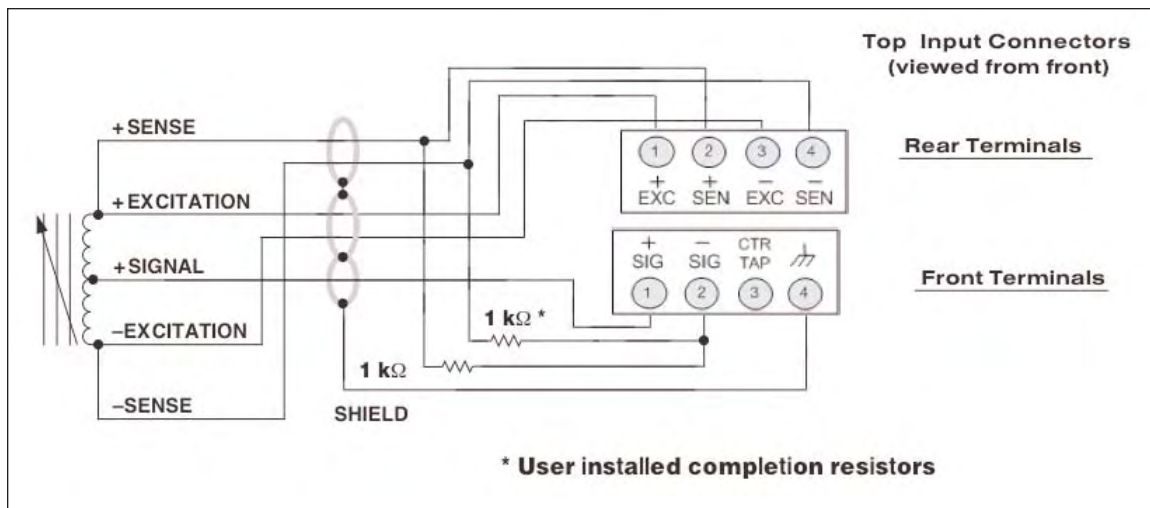 Top Input Connectors
(viewed from front)
+SENSE
Rear Terminals
1 2 3 4
+ + − −
EXC SEN EXC SEN
+EXCITATION
+ − CTR
SIG SIG TAP
+SIGNAL
Front Terminals
1 2 3 4
−EXCITATION
1 kΩ *
1 kΩ
−SENSE
SHIELD
* User installed completion resistors